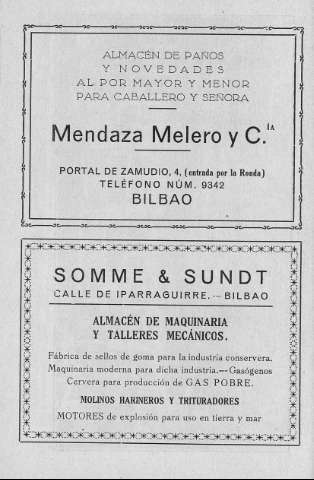 ALMACÉN DE PAÑOS
Y NOVEDADES
AL POR MAYOR Y MENOR
PARA CABALLERO Y SEÑORA
Mendaza Melero y C.ÍA
PORTAL DE ZAMUDIO, 4, (entrada por la Ronda)
TELÉFONO NÚM. 9342
BILBAO
SOMME & SUNDT
CALLE DE IPARRAGUIRRE.--BILBAO
ALMACÉN DE MAQUINARIA
Y TALLERES MECÁNICOS.
Fábrica de sellos de goma para la industria conservera.
Maquinaria moderna para dicha industria.—Gasógenos
Cervera para producción de GAS POBRE.
MOLINOS HARINEROS Y TRITURADORES
MOTORES de explosión para uso en tierra y mar